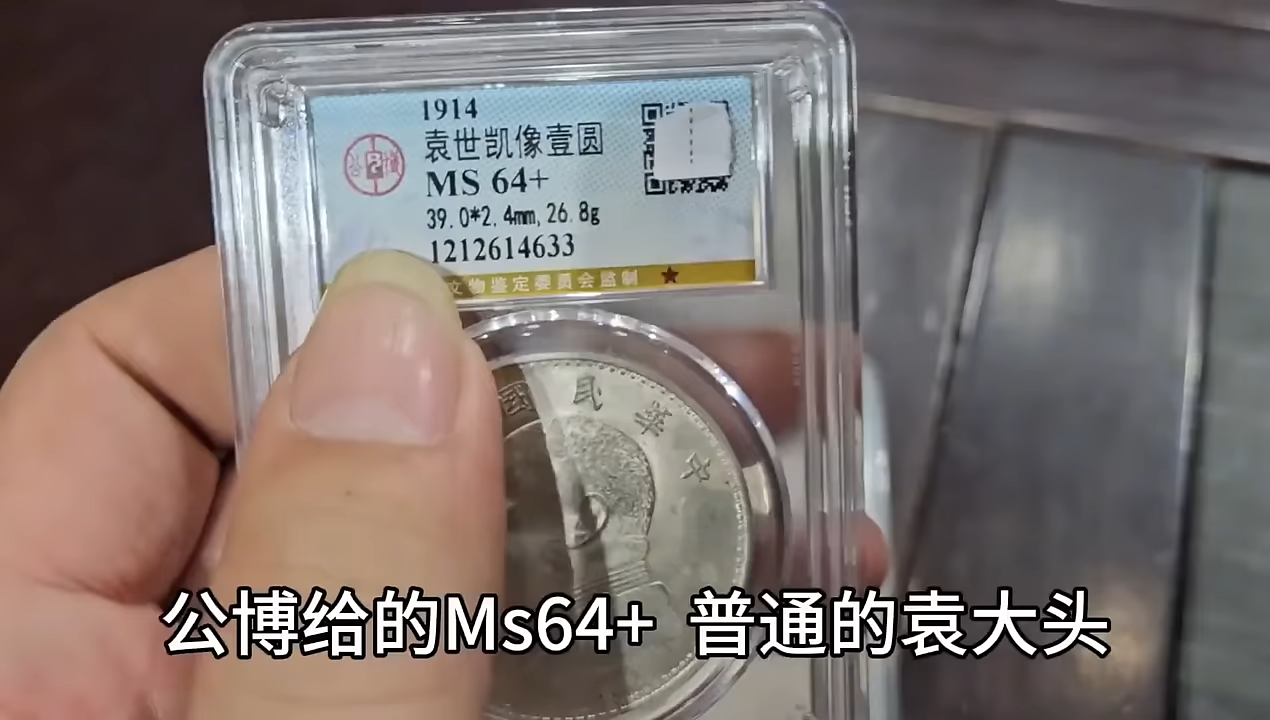 1914
袁世凯像壹圆
MS 64+
39.0*2.4mm,26.8g
1212614633
文物鉴定委员会监制
國民華中
公博给的Ms64+ 普通的袁大头